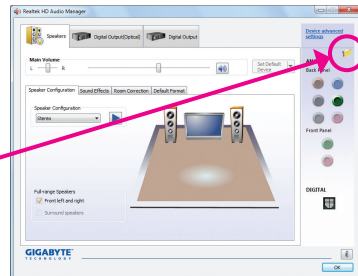 Realtek HD Audio Manager
Speakers
Digital Output(Optical)
Digital Output
Device advanced
settings
Main Volume
L
R
Set Default
Device
Back Panel
Speaker Configuration
Sound Effects
Room Correction
Default Format
Speaker Configuration
Stereo
Front Panel
Full-range Speakers
Front left and right
Surround speakers
DIGITAL
GIGABYTE™
TECHNOLOGY
i
OK